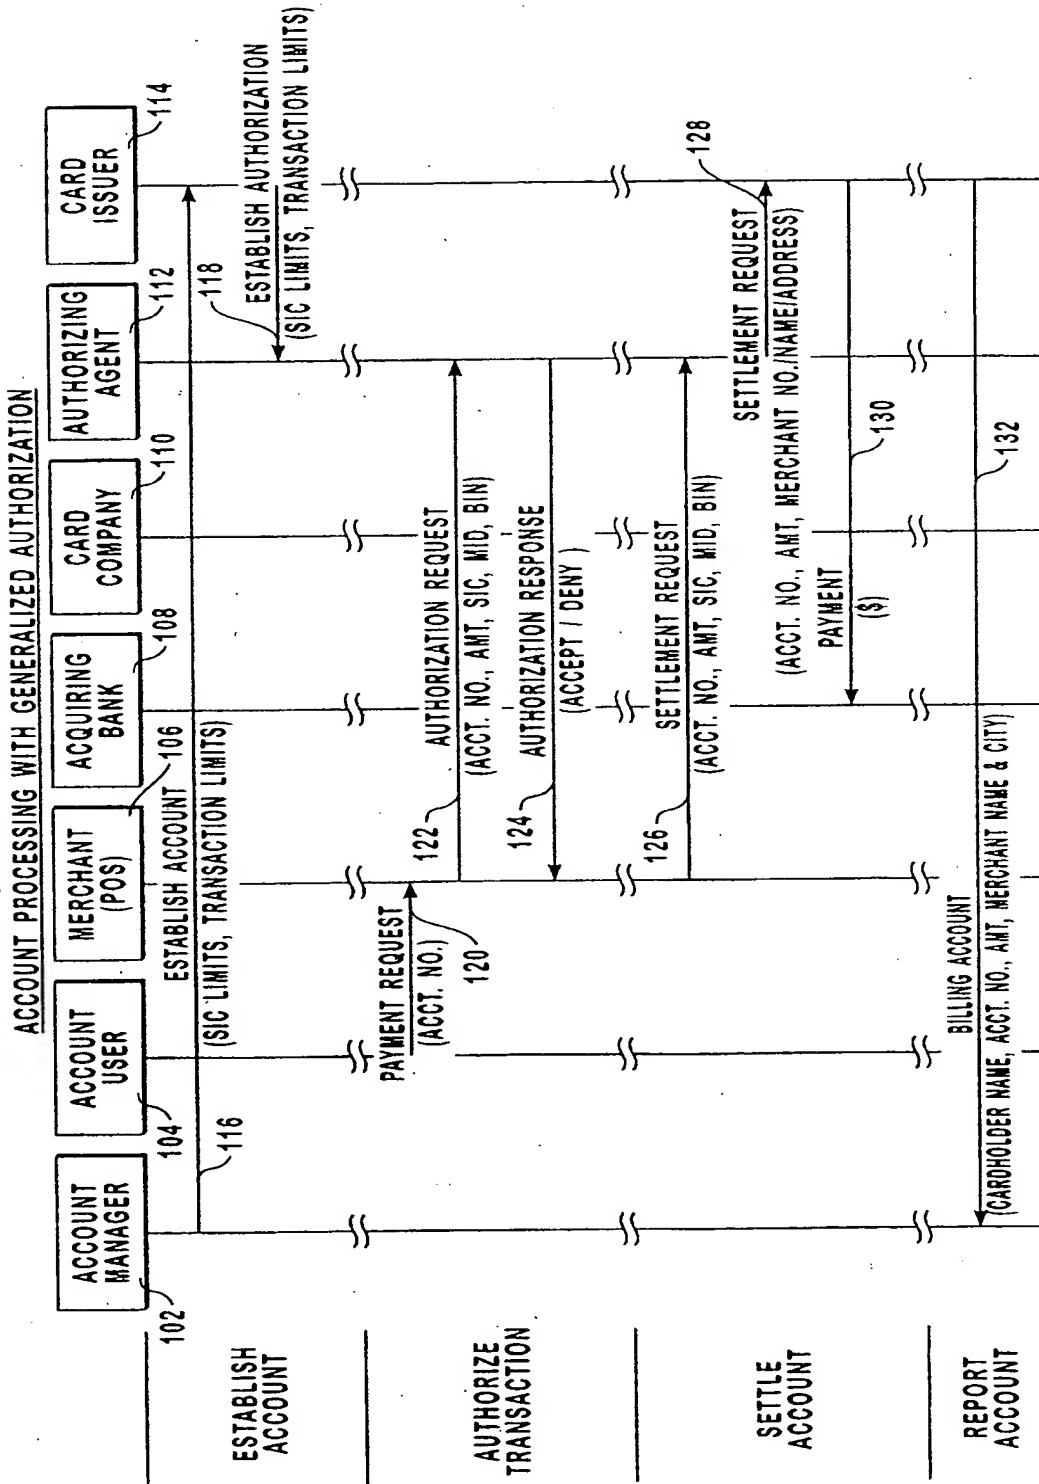 ACCOUNT PROCESSING WITH GENERALIZED AUTHORIZATION
ACCOUNT
MANAGER
102
ACCOUNT
USER
104
MERCHANT
(POS)
106
ACQUIRING
BANK
108
CARD
COMPANY
110
AUTHORIZING
AGENT
112
CARD
ISSUER
114
ESTABLISH
ACCOUNT
116
ESTABLISH ACCOUNT
(SIC LIMITS, TRANSACTION LIMITS)
118
ESTABLISH AUTHORIZATION
(SIC LIMITS, TRANSACTION LIMITS)
AUTHORIZE
TRANSACTION
PAYMENT REQUEST
(ACCT. NO.)
120
122
AUTHORIZATION REQUEST
(ACCT. NO., AMT, SIC, MID, BIN)
124
AUTHORIZATION RESPONSE
(ACCEPT / DENY)
SETTLE
ACCOUNT
126
SETTLEMENT REQUEST
(ACCT. NO., AMT, SIC, MID, BIN)
SETTLEMENT REQUEST
128
(ACCT. NO., AMT, MERCHANT NO./NAME/ADDRESS)
PAYMENT
($)
130
REPORT
ACCOUNT
BILLING ACCOUNT
(CARDHOLDER NAME, ACCT. NO., AMT, MERCHANT NAME & CITY)
132